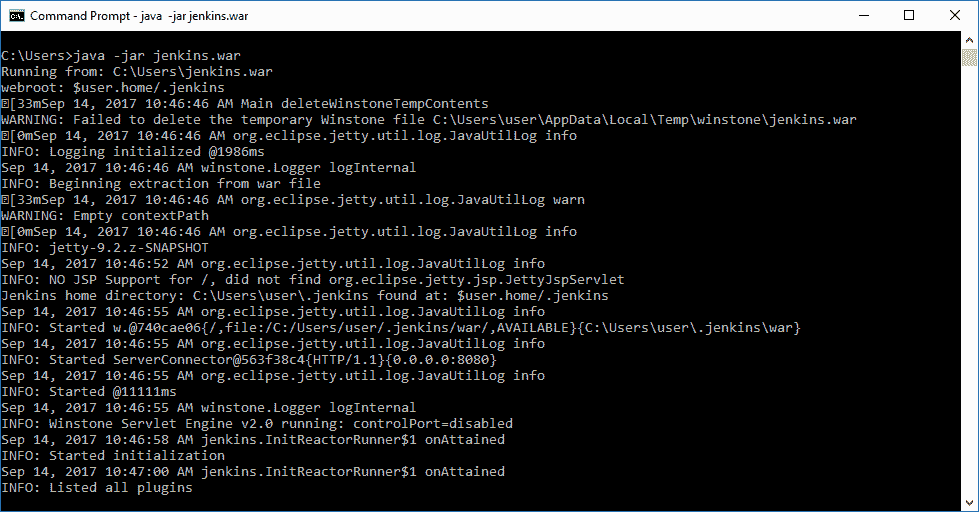 Command Prompt - java  -jar jenkins.war
C:\Users>java -jar jenkins.war
Running from: C:\Users\jenkins.war
webroot: $user.home/.jenkins
[33mSep 14, 2017 10:46:46 AM Main deleteWinstoneTempContents
WARNING: Failed to delete the temporary Winstone file C:\Users\user\AppData\Local\Temp\winstone\jenkins.war
[0mSep 14, 2017 10:46:46 AM org.eclipse.jetty.util.log.JavaUtilLog info
INFO: Logging initialized @1986ms
Sep 14, 2017 10:46:46 AM winstone.Logger logInternal
INFO: Beginning extraction from war file
[33mSep 14, 2017 10:46:46 AM org.eclipse.jetty.util.log.JavaUtilLog warn
WARNING: Empty contextPath
[0mSep 14, 2017 10:46:46 AM org.eclipse.jetty.util.log.JavaUtilLog info
INFO: jetty-9.2.z-SNAPSHOT
Sep 14, 2017 10:46:52 AM org.eclipse.jetty.util.log.JavaUtilLog info
INFO: NO JSP Support for /, did not find org.eclipse.jetty.jsp.JettyJspServlet
Jenkins home directory: C:\Users\user\.jenkins found at: $user.home/.jenkins
Sep 14, 2017 10:46:55 AM org.eclipse.jetty.util.log.JavaUtilLog info
INFO: Started w.@740cae06{/,file:/C:/Users/user/.jenkins/war/,AVAILABLE}{C:\Users\user\.jenkins\war}
Sep 14, 2017 10:46:55 AM org.eclipse.jetty.util.log.JavaUtilLog info
INFO: Started ServerConnector@563f38c4{HTTP/1.1}{0.0.0.0:8080}
Sep 14, 2017 10:46:55 AM org.eclipse.jetty.util.log.JavaUtilLog info
INFO: Started @11111ms
Sep 14, 2017 10:46:55 AM winstone.Logger logInternal
INFO: Winstone Servlet Engine v2.0 running: controlPort=disabled
Sep 14, 2017 10:46:58 AM jenkins.InitReactorRunner$1 onAttained
INFO: Started initialization
Sep 14, 2017 10:47:00 AM jenkins.InitReactorRunner$1 onAttained
INFO: Listed all plugins